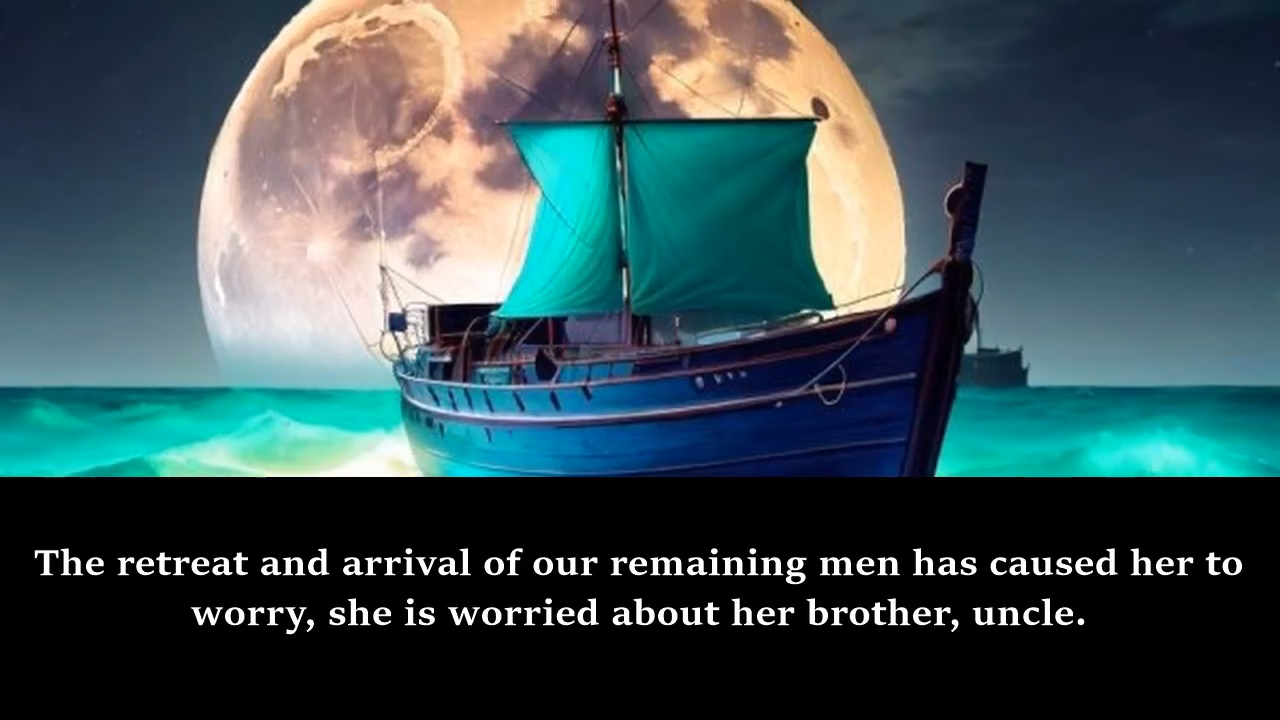 The retreat and arrival of our remaining men has caused her to
worry, she is worried about her brother, uncle.